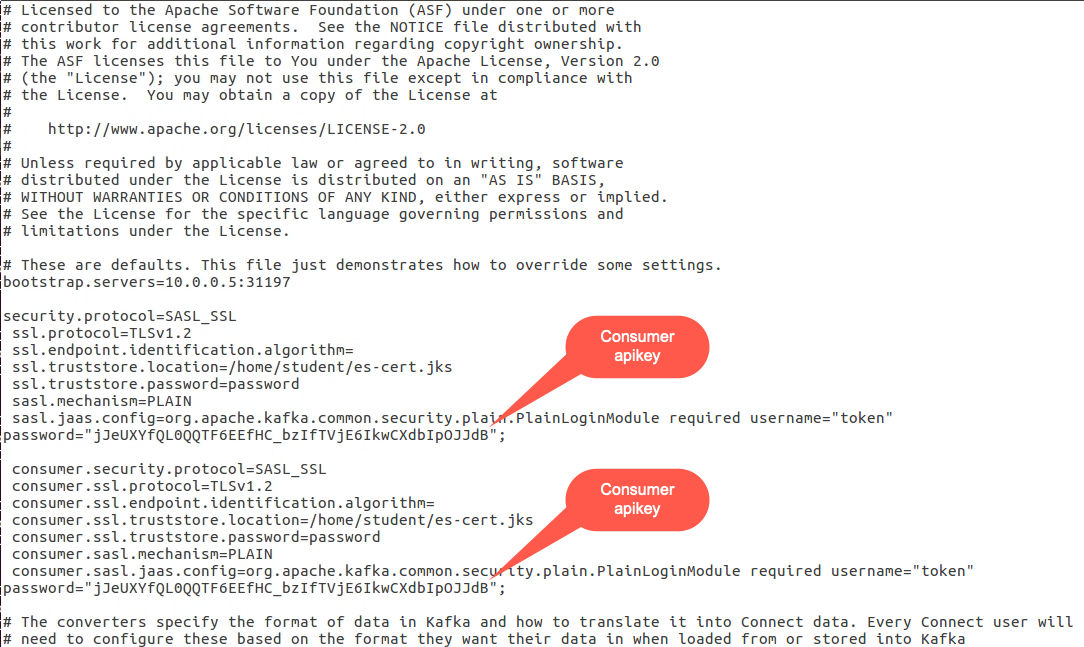 # Licensed to the Apache Software Foundation (ASF) under one or more
# contributor license agreements.  See the NOTICE file distributed with
# this work for additional information regarding copyright ownership.
# The ASF licenses this file to You under the Apache License, Version 2.0
# (the "License"); you may not use this file except in compliance with
# the License.  You may obtain a copy of the License at
#
#    http://www.apache.org/licenses/LICENSE-2.0
#
# Unless required by applicable law or agreed to in writing, software
# distributed under the License is distributed on an "AS IS" BASIS,
# WITHOUT WARRANTIES OR CONDITIONS OF ANY KIND, either express or implied.
# See the License for the specific language governing permissions and
# limitations under the License.

# These are defaults. This file just demonstrates how to override some settings.
bootstrap.servers=10.0.0.5:31197

security.protocol=SASL_SSL
 ssl.protocol=TLSv1.2
 ssl.endpoint.identification.algorithm=
 ssl.truststore.location=/home/student/es-cert.jks
 ssl.truststore.password=password
 sasl.mechanism=PLAIN
 sasl.jaas.config=org.apache.kafka.common.security.plain.PlainLoginModule required username="token"
password="jJeUXYfQL0QQTF6EEfHC_bzIfTVjE6IkwCXdbIpOJJdB";
Consumer
apikey

 consumer.security.protocol=SASL_SSL
 consumer.ssl.protocol=TLSv1.2
 consumer.ssl.endpoint.identification.algorithm=
 consumer.ssl.truststore.location=/home/student/es-cert.jks
 consumer.ssl.truststore.password=password
 consumer.sasl.mechanism=PLAIN
 consumer.sasl.jaas.config=org.apache.kafka.common.security.plain.PlainLoginModule required username="token"
password="jJeUXYfQL0QQTF6EEfHC_bzIfTVjE6IkwCXdbIpOJJdB";
Consumer
apikey

# The converters specify the format of data in Kafka and how to translate it into Connect data. Every Connect user will
# need to configure these based on the format they want their data in when loaded from or stored into Kafka